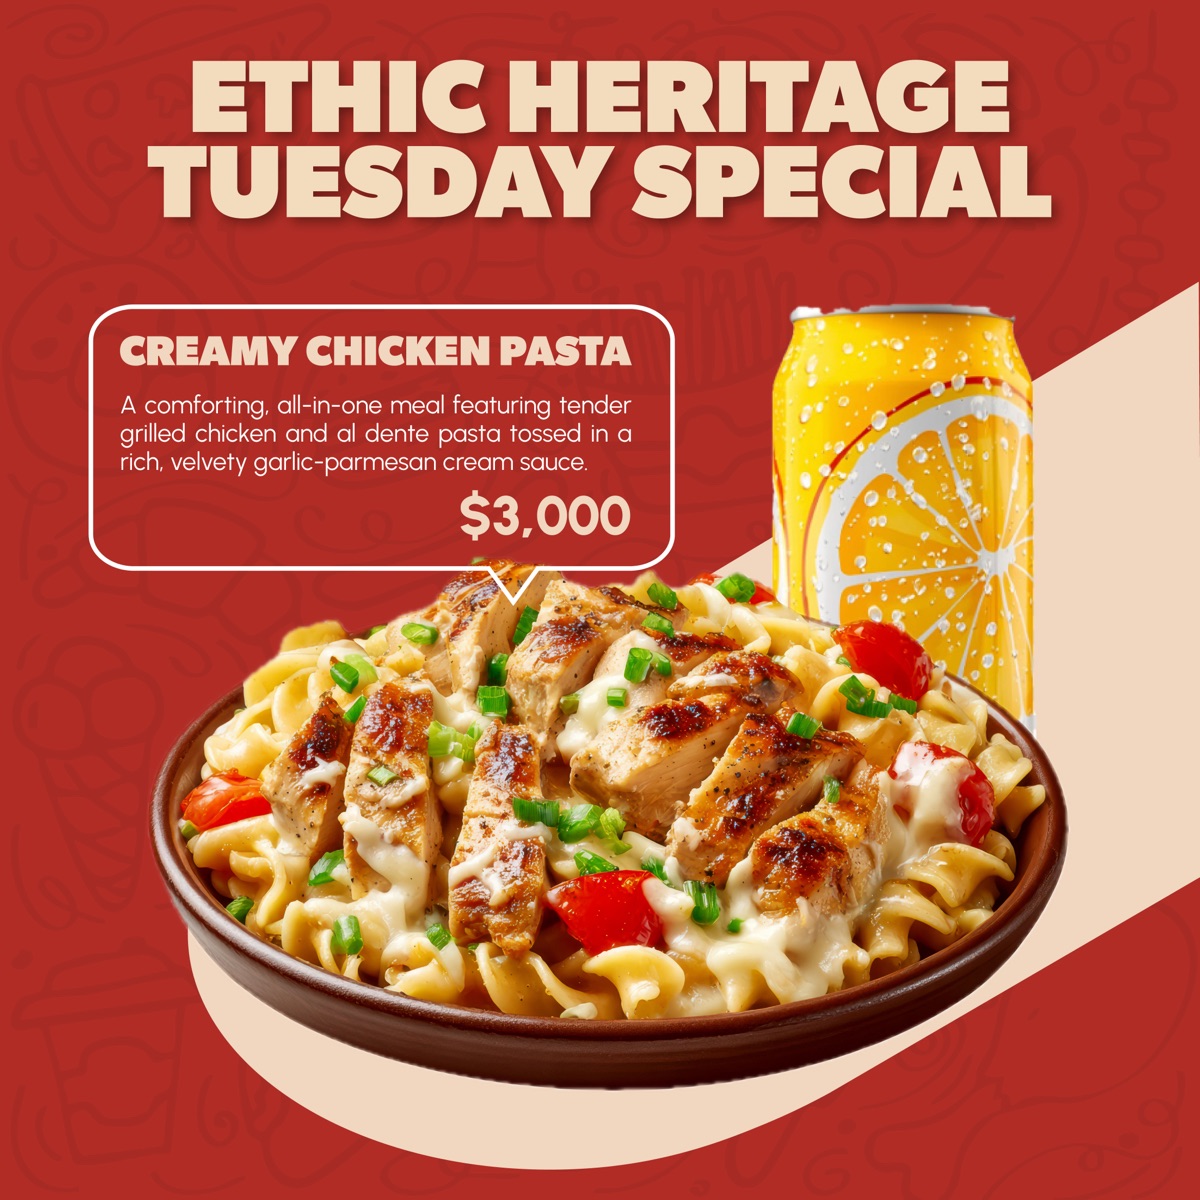 ETHIC HERITAGE
TUESDAY SPECIAL
CREAMY CHICKEN PASTA
A comforting, all-in-one meal featuring tender
grilled chicken and al dente pasta tossed in a
rich, velvety garlic-parmesan cream sauce.
$3,000